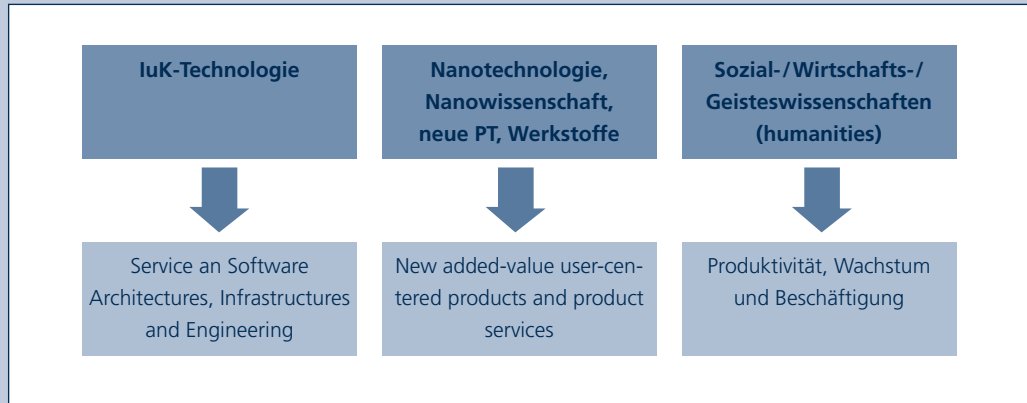 IuK-Technologie
Nanotechnologie,
Nanowissenschaft,
neue PT, Werkstoffe
Sozial-/Wirtschafts-/
Geisteswissenschaften
(humanities)
Service an Software
Architectures, Infrastructures
and Engineering
New added-value user-cen-
tered products and product
services
Produktivität, Wachstum
und Beschäftigung